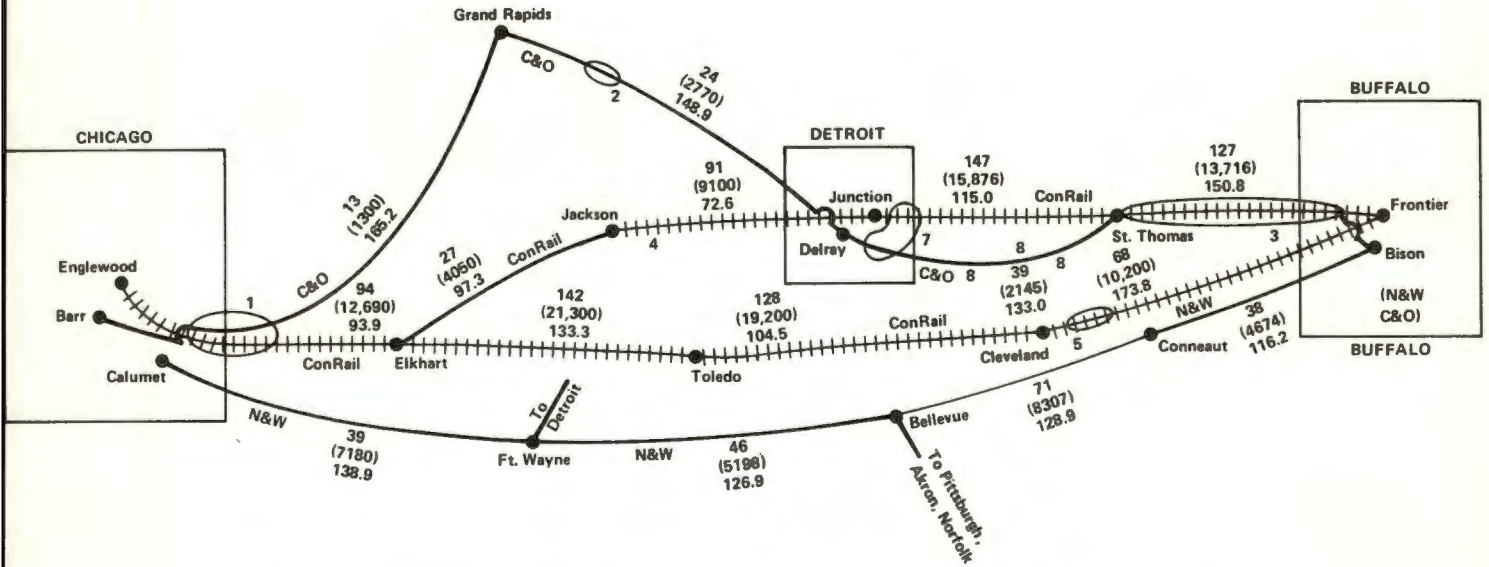 Grand Rapids
C&O
2
24
(2770)
148.9
BUFFALO
CHICAGO
DETROIT
13
(1300)
165.2
C&O
Jackson
91
(9100)
72.6
4
Junction
Delray
147
(15,876)
115.0
ConRail
7
St. Thomas
127
(13,716)
150.8
3
Frontier
Bison
(N&W
C&O)
BUFFALO
C&O
8
8
8
39
(2145)
133.0
68
(10,200)
173.8
Englewood
Barr
Calumet
1
94
(12,690)
93.9
ConRail
Elkhart
27
(4050)
97.3
ConRail
142
(21,300)
133.3
Toledo
128
(19,200)
104.5
ConRail
Cleveland
5
N&W
Conneaut
38
(4674)
116.2
N&W
39
(7180)
138.9
To
Detroit
Ft. Wayne
N&W
46
(5198)
126.9
Bellevue
71
(8307)
128.9
To Pittsburgh,
Akron, Norfolk